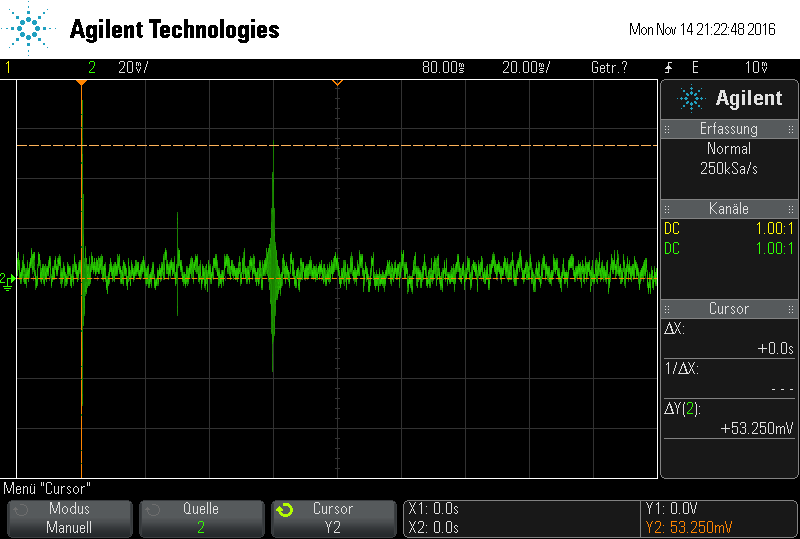 Agilent Technologies
Mon Nov 14 21:22:48 2016
1 2 20mV/ 80.00ms 20.00ms/ Getr.? E 10mV
Agilent
Erfassung
Normal
250kSa/s
Kanäle
DC 1.00:1
DC 1.00:1
Cursor
ΔX:
+0.0s
1/ΔX:
- - -
ΔY(2):
+53.250mV
2
Menü "Cursor"
Modus
Manuell
Quelle
2
Cursor
Y2
X1: 0.0s
X2: 0.0s
Y1: 0.0V
Y2: 53.250mV